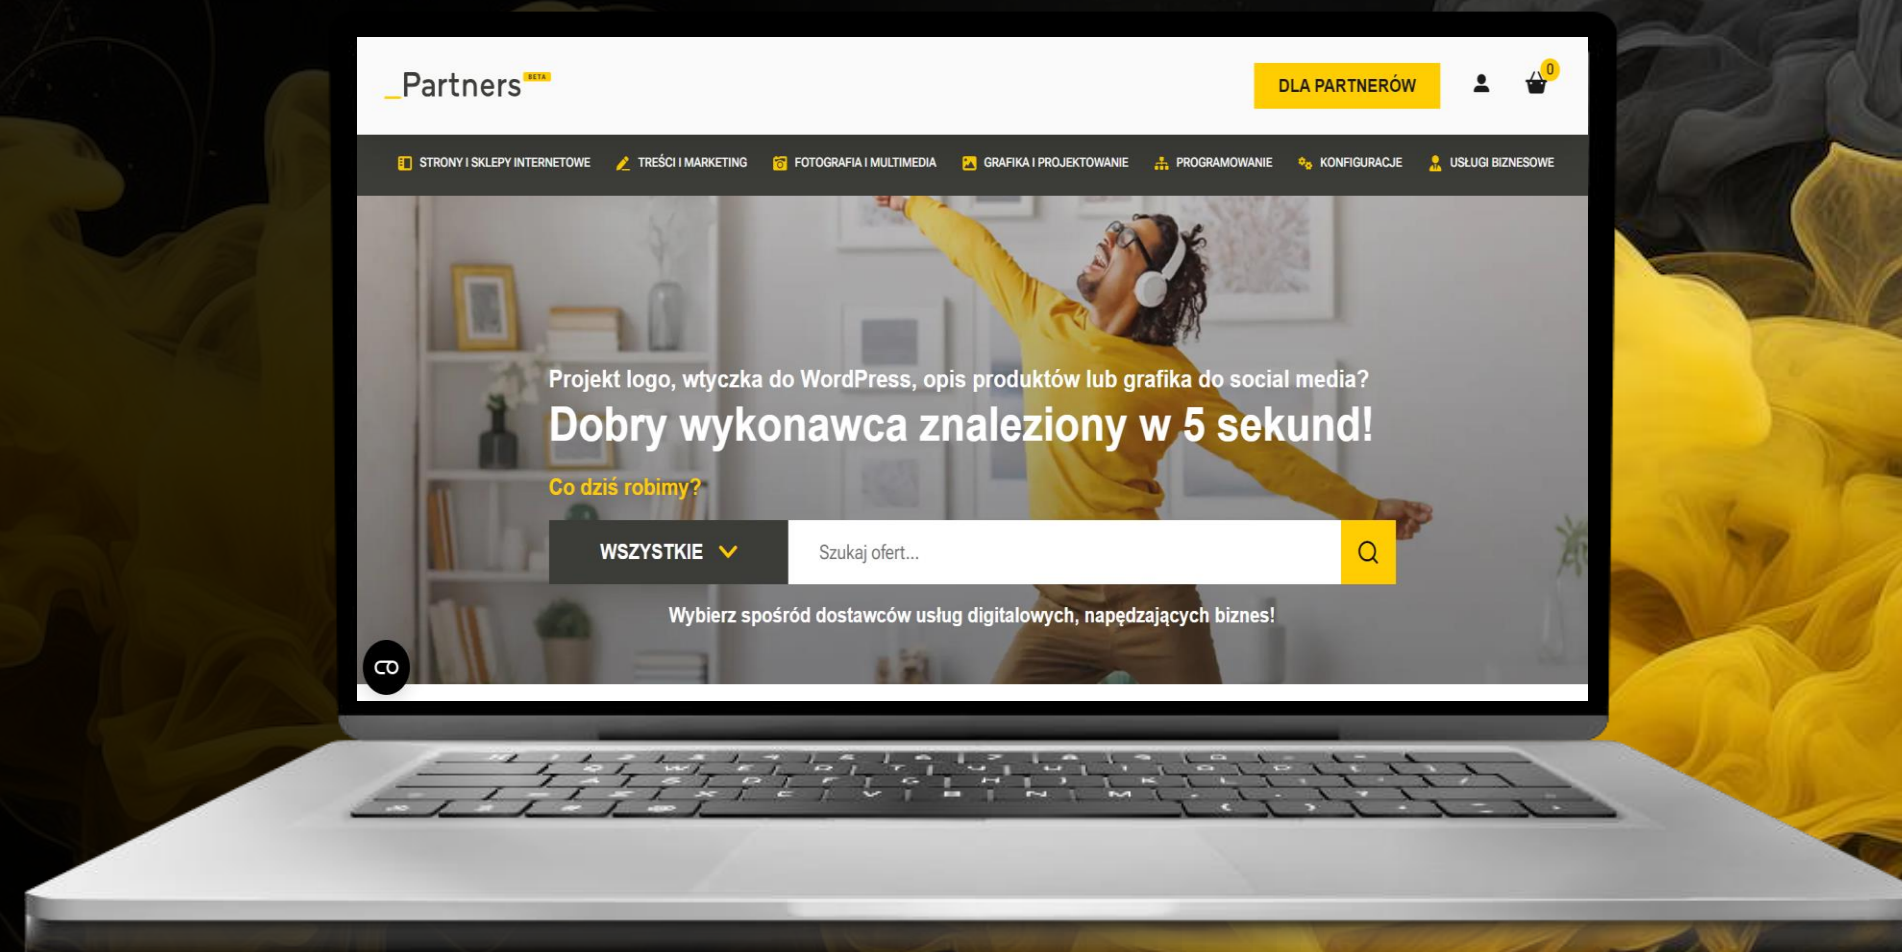 _Partners BETA
DLA PARTNERÓW
0
STRONY I SKLEPY INTERNETOWE TREŚCI I MARKETING FOTOGRAFIA I MULTIMEDIA GRAFIKA I PROJEKTOWANIE PROGRAMOWANIE KONFIGURACJE USŁUGI BIZNESOWE
Projekt logo, wtyczka do WordPress, opis produktów lub grafika do social media?
Dobry wykonawca znaleziony w 5 sekund!
Co dziś robimy?
WSZYSTKIE
Szukaj ofert...
Wybierz spośród dostawców usług digitalowych, napędzających biznes!